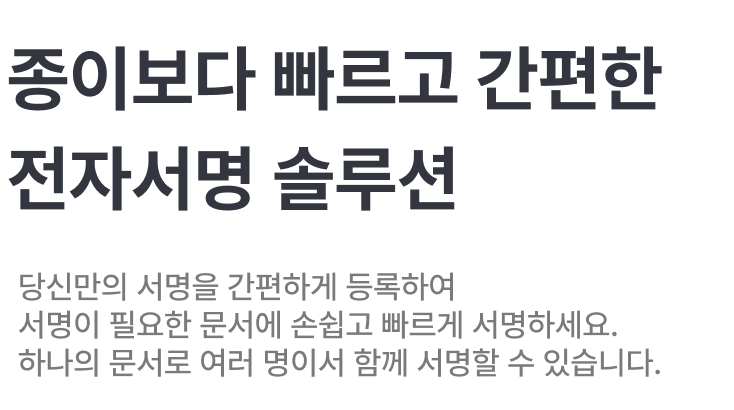 종이보다 빠르고 간편한
전자서명 솔루션
당신만의 서명을 간편하게 등록하여
서명이 필요한 문서에 손쉽고 빠르게 서명하세요.
하나의 문서로 여러 명이서 함께 서명할 수 있습니다.